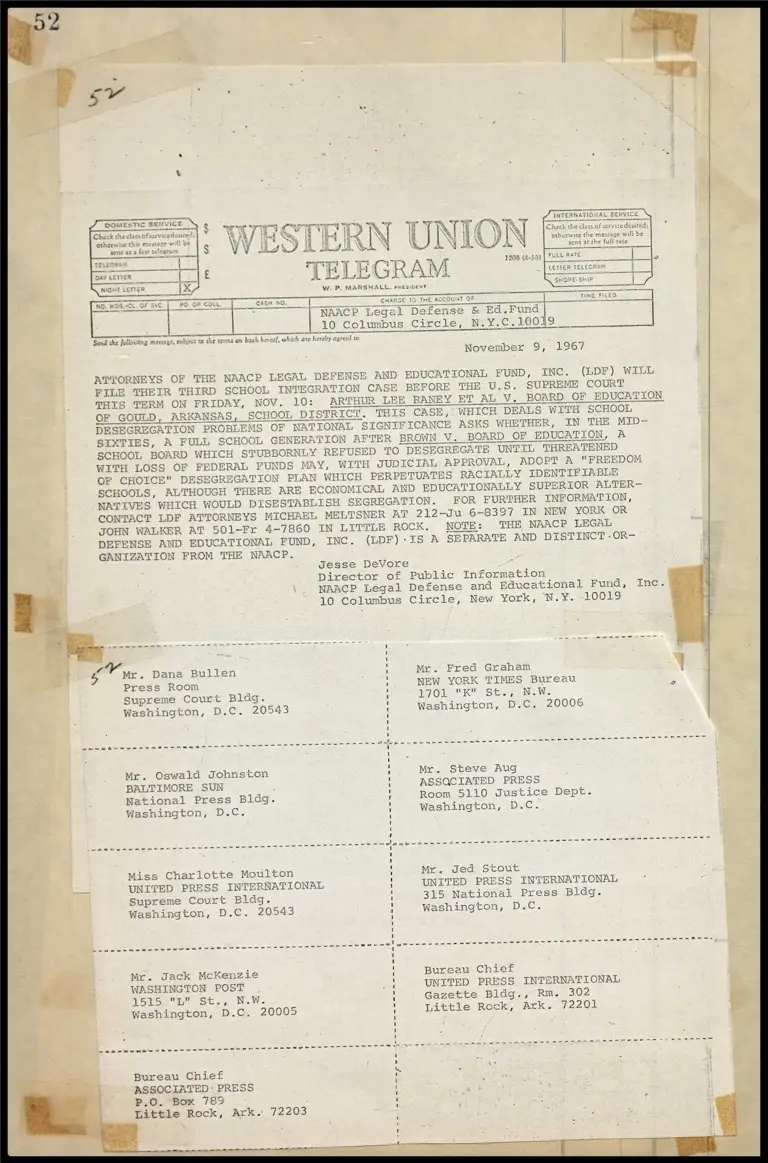 52
52
DOMESTIC SERVICE
Check the class of service desired;
otherwise this message will be
sent as a fast telegram
TELEGRAM
DAY LETTER
NIGHT LETTER X
$
$
E
WESTERN UNION
TELEGRAM
1206 (4-55)
W. P. MARSHALL, PRESIDENT
INTERNATIONAL SERVICE
Check the class of service desired;
otherwise the message will be
sent at the full rate
FULL RATE
LETTER TELEGRAM
SHORE-SHIP
NO. WDS.-CL. OF SVC. PD. OR COLL. CASH NO. CHARGE TO THE ACCOUNT OF TIME FILED
NAACP Legal Defense & Ed.Fund
10 Columbus Circle, N.Y.C.10019
Send the following message, subject to the terms on back hereof, which are hereby agreed to
November 9, 1967
ATTORNEYS OF THE NAACP LEGAL DEFENSE AND EDUCATIONAL FUND, INC. (LDF) WILL
FILE THEIR THIRD SCHOOL INTEGRATION CASE BEFORE THE U.S. SUPREME COURT
THIS TERM ON FRIDAY, NOV. 10: ARTHUR LEE RANEY ET AL V. BOARD OF EDUCATION
OF GOULD, ARKANSAS, SCHOOL DISTRICT. THIS CASE, WHICH DEALS WITH SCHOOL
DESEGREGATION PROBLEMS OF NATIONAL SIGNIFICANCE ASKS WHETHER, IN THE MID-
SIXTIES, A FULL SCHOOL GENERATION AFTER BROWN V. BOARD OF EDUCATION, A
SCHOOL BOARD WHICH STUBBORNLY REFUSED TO DESEGREGATE UNTIL THREATENED
WITH LOSS OF FEDERAL FUNDS MAY, WITH JUDICIAL APPROVAL, ADOPT A "FREEDOM
OF CHOICE" DESEGREGATION PLAN WHICH PERPETUATES RACIALLY IDENTIFIABLE
SCHOOLS, ALTHOUGH THERE ARE ECONOMICAL AND EDUCATIONALLY SUPERIOR ALTER-
NATIVES WHICH WOULD DISESTABLISH SEGREGATION. FOR FURTHER INFORMATION,
CONTACT LDF ATTORNEYS MICHAEL MELTSNER AT 212-Ju 6-8397 IN NEW YORK OR
JOHN WALKER AT 501-Fr 4-7860 IN LITTLE ROCK. NOTE: THE NAACP LEGAL
DEFENSE AND EDUCATIONAL FUND, INC. (LDF) IS A SEPARATE AND DISTINCT OR-
GANIZATION FROM THE NAACP.
Jesse DeVore
Director of Public Information
NAACP Legal Defense and Educational Fund, Inc.
10 Columbus Circle, New York, N.Y. 10019
52
Mr. Dana Bullen
Press Room
Supreme Court Bldg.
Washington, D.C. 20543
Mr. Fred Graham
NEW YORK TIMES Bureau
1701 "K" St., N.W.
Washington, D.C. 20006
Mr. Oswald Johnston
BALTIMORE SUN
National Press Bldg.
Washington, D.C.
Mr. Steve Aug
ASSOCIATED PRESS
Room 5110 Justice Dept.
Washington, D.C.
Miss Charlotte Moulton
UNITED PRESS INTERNATIONAL
Supreme Court Bldg.
Washington, D.C. 20543
Mr. Jed Stout
UNITED PRESS INTERNATIONAL
315 National Press Bldg.
Washington, D.C.
Mr. Jack McKenzie
WASHINGTON POST
1515 "L" St., N.W.
Washington, D.C. 20005
Bureau Chief
UNITED PRESS INTERNATIONAL
Gazette Bldg., Rm. 302
Little Rock, Ark. 72201
Bureau Chief
ASSOCIATED PRESS
P.O. Box 789
Little Rock, Ark. 72203